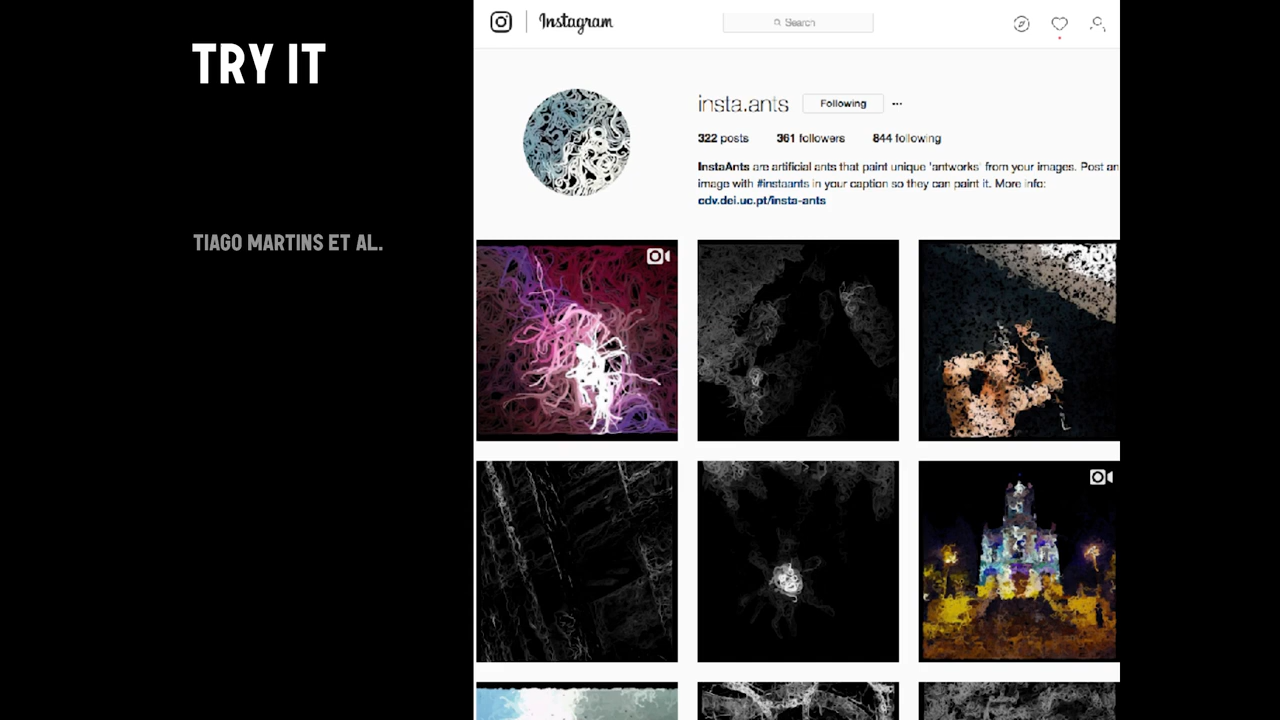 TRY IT
TIAGO MARTINS ET AL.
Instagram
Search
insta.ants Following
322 posts 361 followers 844 following
InstaAnts are artificial ants that paint unique 'antworks' from your images. Post an
image with #instaants in your caption so they can paint it. More info:
cdv.dei.uc.pt/insta-ants